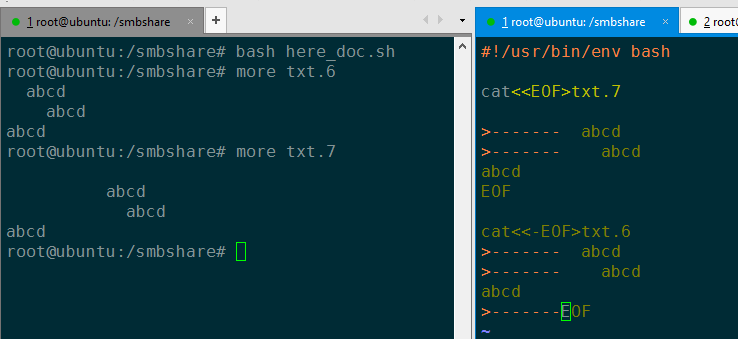 1 root@ubuntu: /smbshare
root@ubuntu:/smbshare# bash here_doc.sh
root@ubuntu:/smbshare# more txt.6
  abcd
    abcd
abcd
root@ubuntu:/smbshare# more txt.7

          abcd
            abcd
abcd
root@ubuntu:/smbshare#
1 root@ubuntu: /smbshare
2 root@
#!/usr/bin/env bash

cat<<EOF>txt.7

>-------  abcd
>-------    abcd
abcd
EOF

cat<<-EOF>txt.6
>-------  abcd
>-------    abcd
abcd
>-------EOF
~